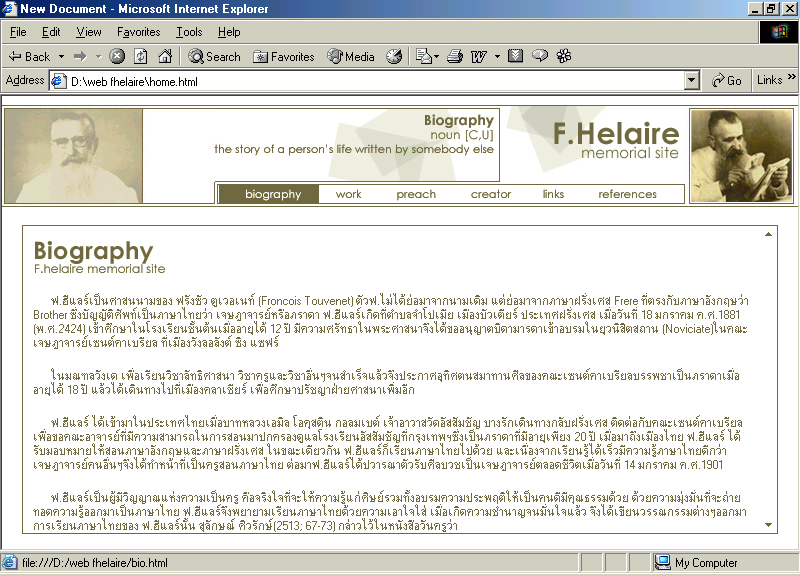 New Document - Microsoft Internet Explorer
File Edit View Favorites Tools Help
Back Search Favorites Media
Address D:\web fhelaire\home.html Go Links »
Biography
noun [C,U]
the story of a person's life written by somebody else
F.Helaire
memorial site
biography work preach creator links references
Biography
F.helaire memorial site
ฟ.ฮีแลร์เป็นศาสนนามของ ฟรังซัว ตูเวอเนท์ (Froncois Touvenet) ตัวฟ.ไม่ได้ย่อมาจากนามเดิม แต่ย่อมาจากภาษาฝรั่งเศส Frere ที่ตรงกับภาษาอังกฤษว่า
Brother ซึ่งบัญญัติศัพท์เป็นภาษาไทยว่า เจษฎาจารย์หรือภราดา ฟ.ฮีแลร์เกิดที่ตำบลจำโปเมีย เมืองบัวเตียร์ ประเทศฝรั่งเศส เมื่อวันที่ 18 มกราคม ค.ศ.1881
(พ.ศ.2424) เข้าศึกษาในโรงเรียนชั้นต้นเมื่ออายุได้ 12 ปี มีความศรัทธาในพระศาสนาจึงได้ขออนุญาตบิดามารดาเข้าอบรมในยุวนิสิตสถาน (Noviciate)ในคณะ
เจษฎาจารย์เซนต์คาเบรียล ที่เมืองวังลอลังต์ ซิง แซฟร์
ในมณฑลวังเด เพื่อเรียนวิชาลัทธิศาสนา วิชาครูและวิชาอื่นๆจนสำเร็จแล้วจึงประกาศอุทิศตนสมาทานศีลของคณะเซนต์คาเบรียลบรรพชาเป็นภราดาเมื่อ
อายุได้ 18 ปี แล้วได้เดินทางไปที่เมืองคลาเซียร์ เพื่อศึกษาปรัชญาฝ่ายศาสนาเพิ่มอีก
ฟ.ฮีแลร์ ได้เข้ามาในประเทศไทยเมื่อบาทหลวงเอมิล โอคุสติน กอลมเบต์ เจ้าอาวาสวัดอัสสัมชัญ บางรักเดินทางกลับฝรั่งเศส ติดต่อกับคณะเซนต์คาเบรียล
เพื่อขอคณะอาจารย์ที่มีความสามารถในการสอนมาปกครองดูแลโรงเรียนอัสสัมชัญที่กรุงเทพฯซึ่งเป็นภราดาที่มีอายุเพียง 20 ปี เมื่อมาถึงเมืองไทย ฟ.ฮีแลร์ ได้
รับมอบหมายให้สอนภาษาอังกฤษและภาษาฝรั่งเศส ในขณะเดียวกัน ฟ.ฮีแลร์ก็เรียนภาษาไทยไปด้วย และเนื่องจากเรียนรู้ได้เร็วมีความรู้ภาษาไทยดีกว่า
เจษฎาจารย์คนอื่นๆจึงได้ทำหน้าที่เป็นครูสอนภาษาไทย ต่อมาฟ.ฮีแลร์ได้ปวารณาตัวรับศีลบวชเป็นเจษฎาจารย์ตลอดชีวิตเมื่อวันที่ 14 มกราคม ค.ศ.1901
ฟ.ฮีแลร์เป็นผู้มีวิญญาณแห่งความเป็นครู คือจริงใจที่จะให้ความรู้แก่ศิษย์รวมทั้งอบรมความประพฤติให้เป็นคนดีมีคุณธรรมด้วย ด้วยความมุ่งมั่นที่จะถ่าย
ทอดความรู้ออกมาเป็นภาษาไทย ฟ.ฮีแลร์จึงพยายามเรียนภาษาไทยด้วยความเอาใจใส่ เมื่อเกิดความชำนาญจนมั่นใจแล้ว จึงได้เขียนวรรณกรรมต่างๆออกมา
การเรียนภาษาไทยของ ฟ.ฮีแลร์นั้น สุลักษณ์ ศิวรักษ์(2513; 67-73) กล่าวไว้ในหนังสือวันครูว่า
file:///D:/web fhelaire/bio.html My Computer